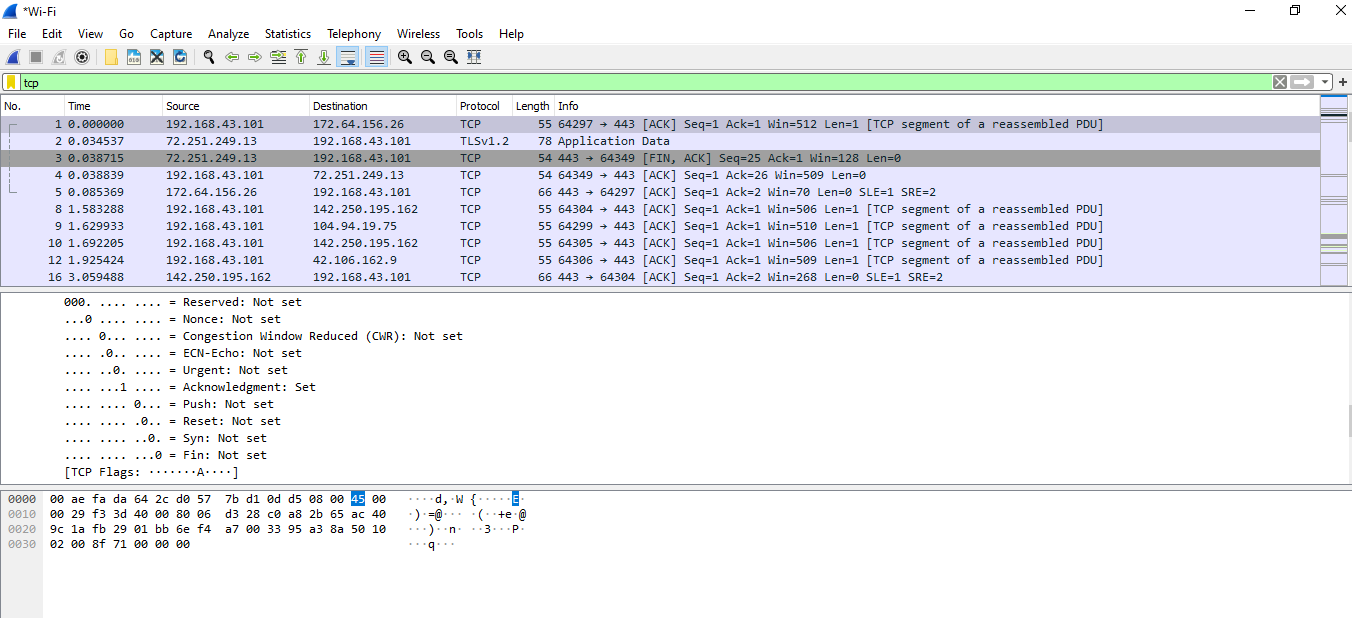 *Wi-Fi
File Edit View Go Capture Analyze Statistics Telephony Wireless Tools Help
tcp
No. Time Source Destination Protocol Length Info
1 0.000000 192.168.43.101 172.64.156.26 TCP 55 64297 → 443 [ACK] Seq=1 Ack=1 Win=512 Len=1 [TCP segment of a reassembled PDU]
2 0.034537 72.251.249.13 192.168.43.101 TLSv1.2 78 Application Data
3 0.038715 72.251.249.13 192.168.43.101 TCP 54 443 → 64349 [FIN, ACK] Seq=25 Ack=1 Win=128 Len=0
4 0.038839 192.168.43.101 72.251.249.13 TCP 54 64349 → 443 [ACK] Seq=1 Ack=26 Win=509 Len=0
5 0.085369 172.64.156.26 192.168.43.101 TCP 66 443 → 64297 [ACK] Seq=1 Ack=2 Win=70 Len=0 SLE=1 SRE=2
8 1.583288 192.168.43.101 142.250.195.162 TCP 55 64304 → 443 [ACK] Seq=1 Ack=1 Win=506 Len=1 [TCP segment of a reassembled PDU]
9 1.629933 192.168.43.101 104.94.19.75 TCP 55 64299 → 443 [ACK] Seq=1 Ack=1 Win=510 Len=1 [TCP segment of a reassembled PDU]
10 1.692205 192.168.43.101 142.250.195.162 TCP 55 64305 → 443 [ACK] Seq=1 Ack=1 Win=506 Len=1 [TCP segment of a reassembled PDU]
12 1.925424 192.168.43.101 42.106.162.9 TCP 55 64306 → 443 [ACK] Seq=1 Ack=1 Win=509 Len=1 [TCP segment of a reassembled PDU]
16 3.059488 142.250.195.162 192.168.43.101 TCP 66 443 → 64304 [ACK] Seq=1 Ack=2 Win=268 Len=0 SLE=1 SRE=2
000. .... .... = Reserved: Not set
...0 .... .... = Nonce: Not set
.... 0... .... = Congestion Window Reduced (CWR): Not set
.... .0.. .... = ECN-Echo: Not set
.... ..0. .... = Urgent: Not set
.... ...1 .... = Acknowledgment: Set
.... .... 0... = Push: Not set
.... .... .0.. = Reset: Not set
.... .... ..0. = Syn: Not set
.... .... ...0 = Fin: Not set
[TCP Flags: ·······A····]
0000 00 ae fa da 64 2c d0 57 7b d1 0d d5 08 00 45 00 ····d,·W {·····E·
0010 00 29 f3 3d 40 00 80 06 d3 28 c0 a8 2b 65 ac 40 ·)·=@··· ·(··+e·@
0020 9c 1a fb 29 01 bb 6e f4 a7 00 33 95 a3 8a 50 10 ···)··n· ··3···P·
0030 02 00 8f 71 00 00 00 ···q···